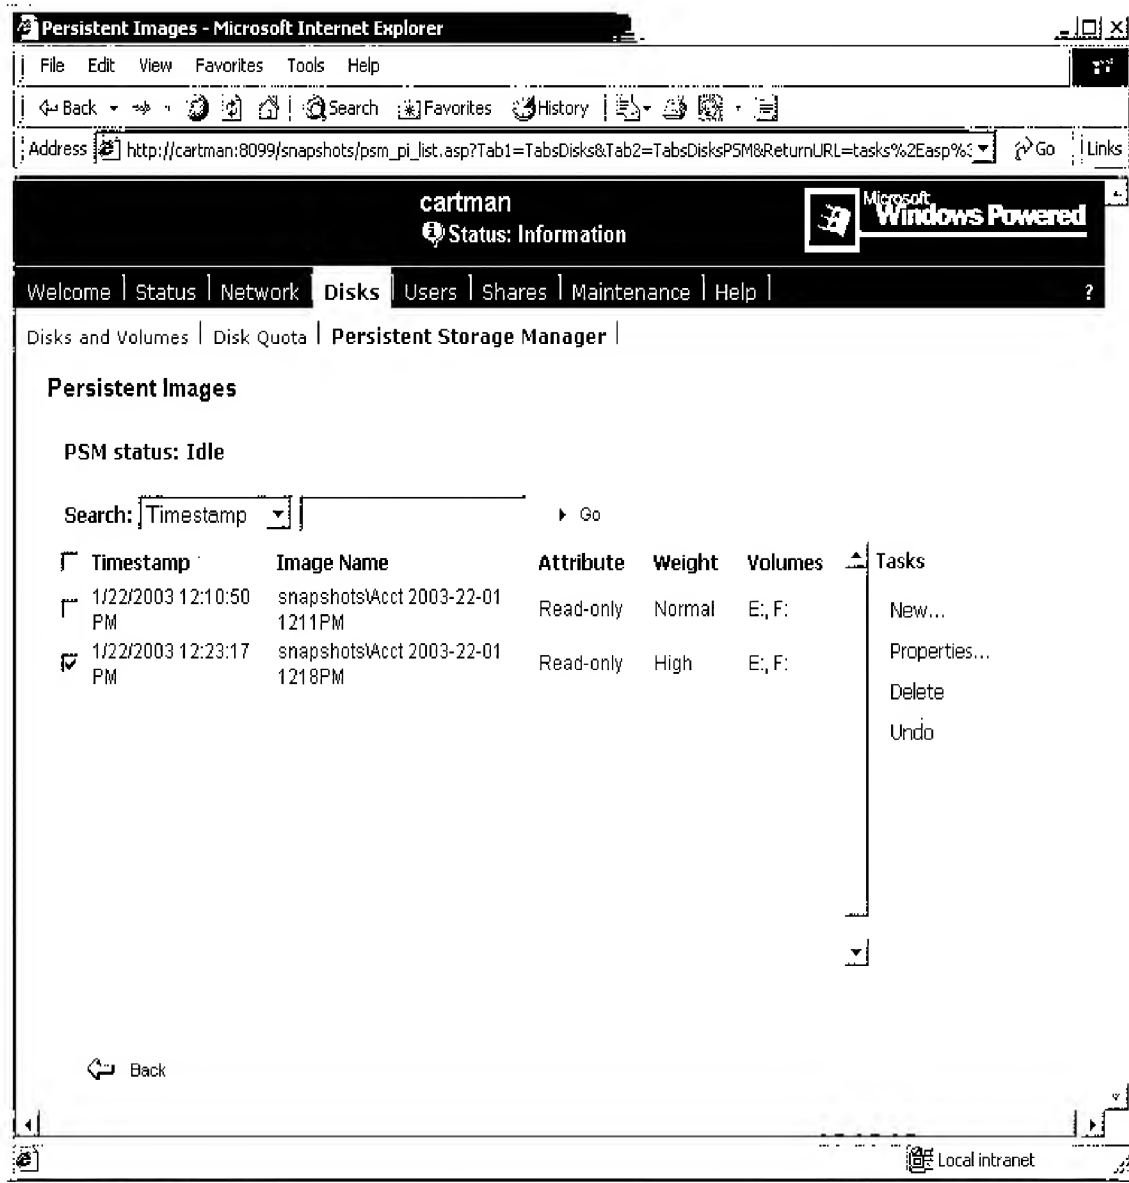 Persistent Images - Microsoft Internet Explorer
File Edit View Favorites Tools Help
Back Search Favorites History
Address http://cartman:8099/snapshots/psm_pi_list.asp?Tab1=TabsDisks&Tab2=TabsDisksPSM&ReturnURL=tasks%2Easp%3 Go Links
cartman
Status: Information
Microsoft
Windows Powered
Welcome Status Network Disks Users Shares Maintenance Help ?
Disks and Volumes Disk Quota Persistent Storage Manager
Persistent Images
PSM status: Idle
Search: Timestamp Go
Timestamp Image Name Attribute Weight Volumes Tasks
1/22/2003 12:10:50 PM snapshots\Acct 2003-22-01 1211PM Read-only Normal E:, F: New...
1/22/2003 12:23:17 PM snapshots\Acct 2003-22-01 1218PM Read-only High E:, F: Properties...
Delete
Undo
Back
Local intranet